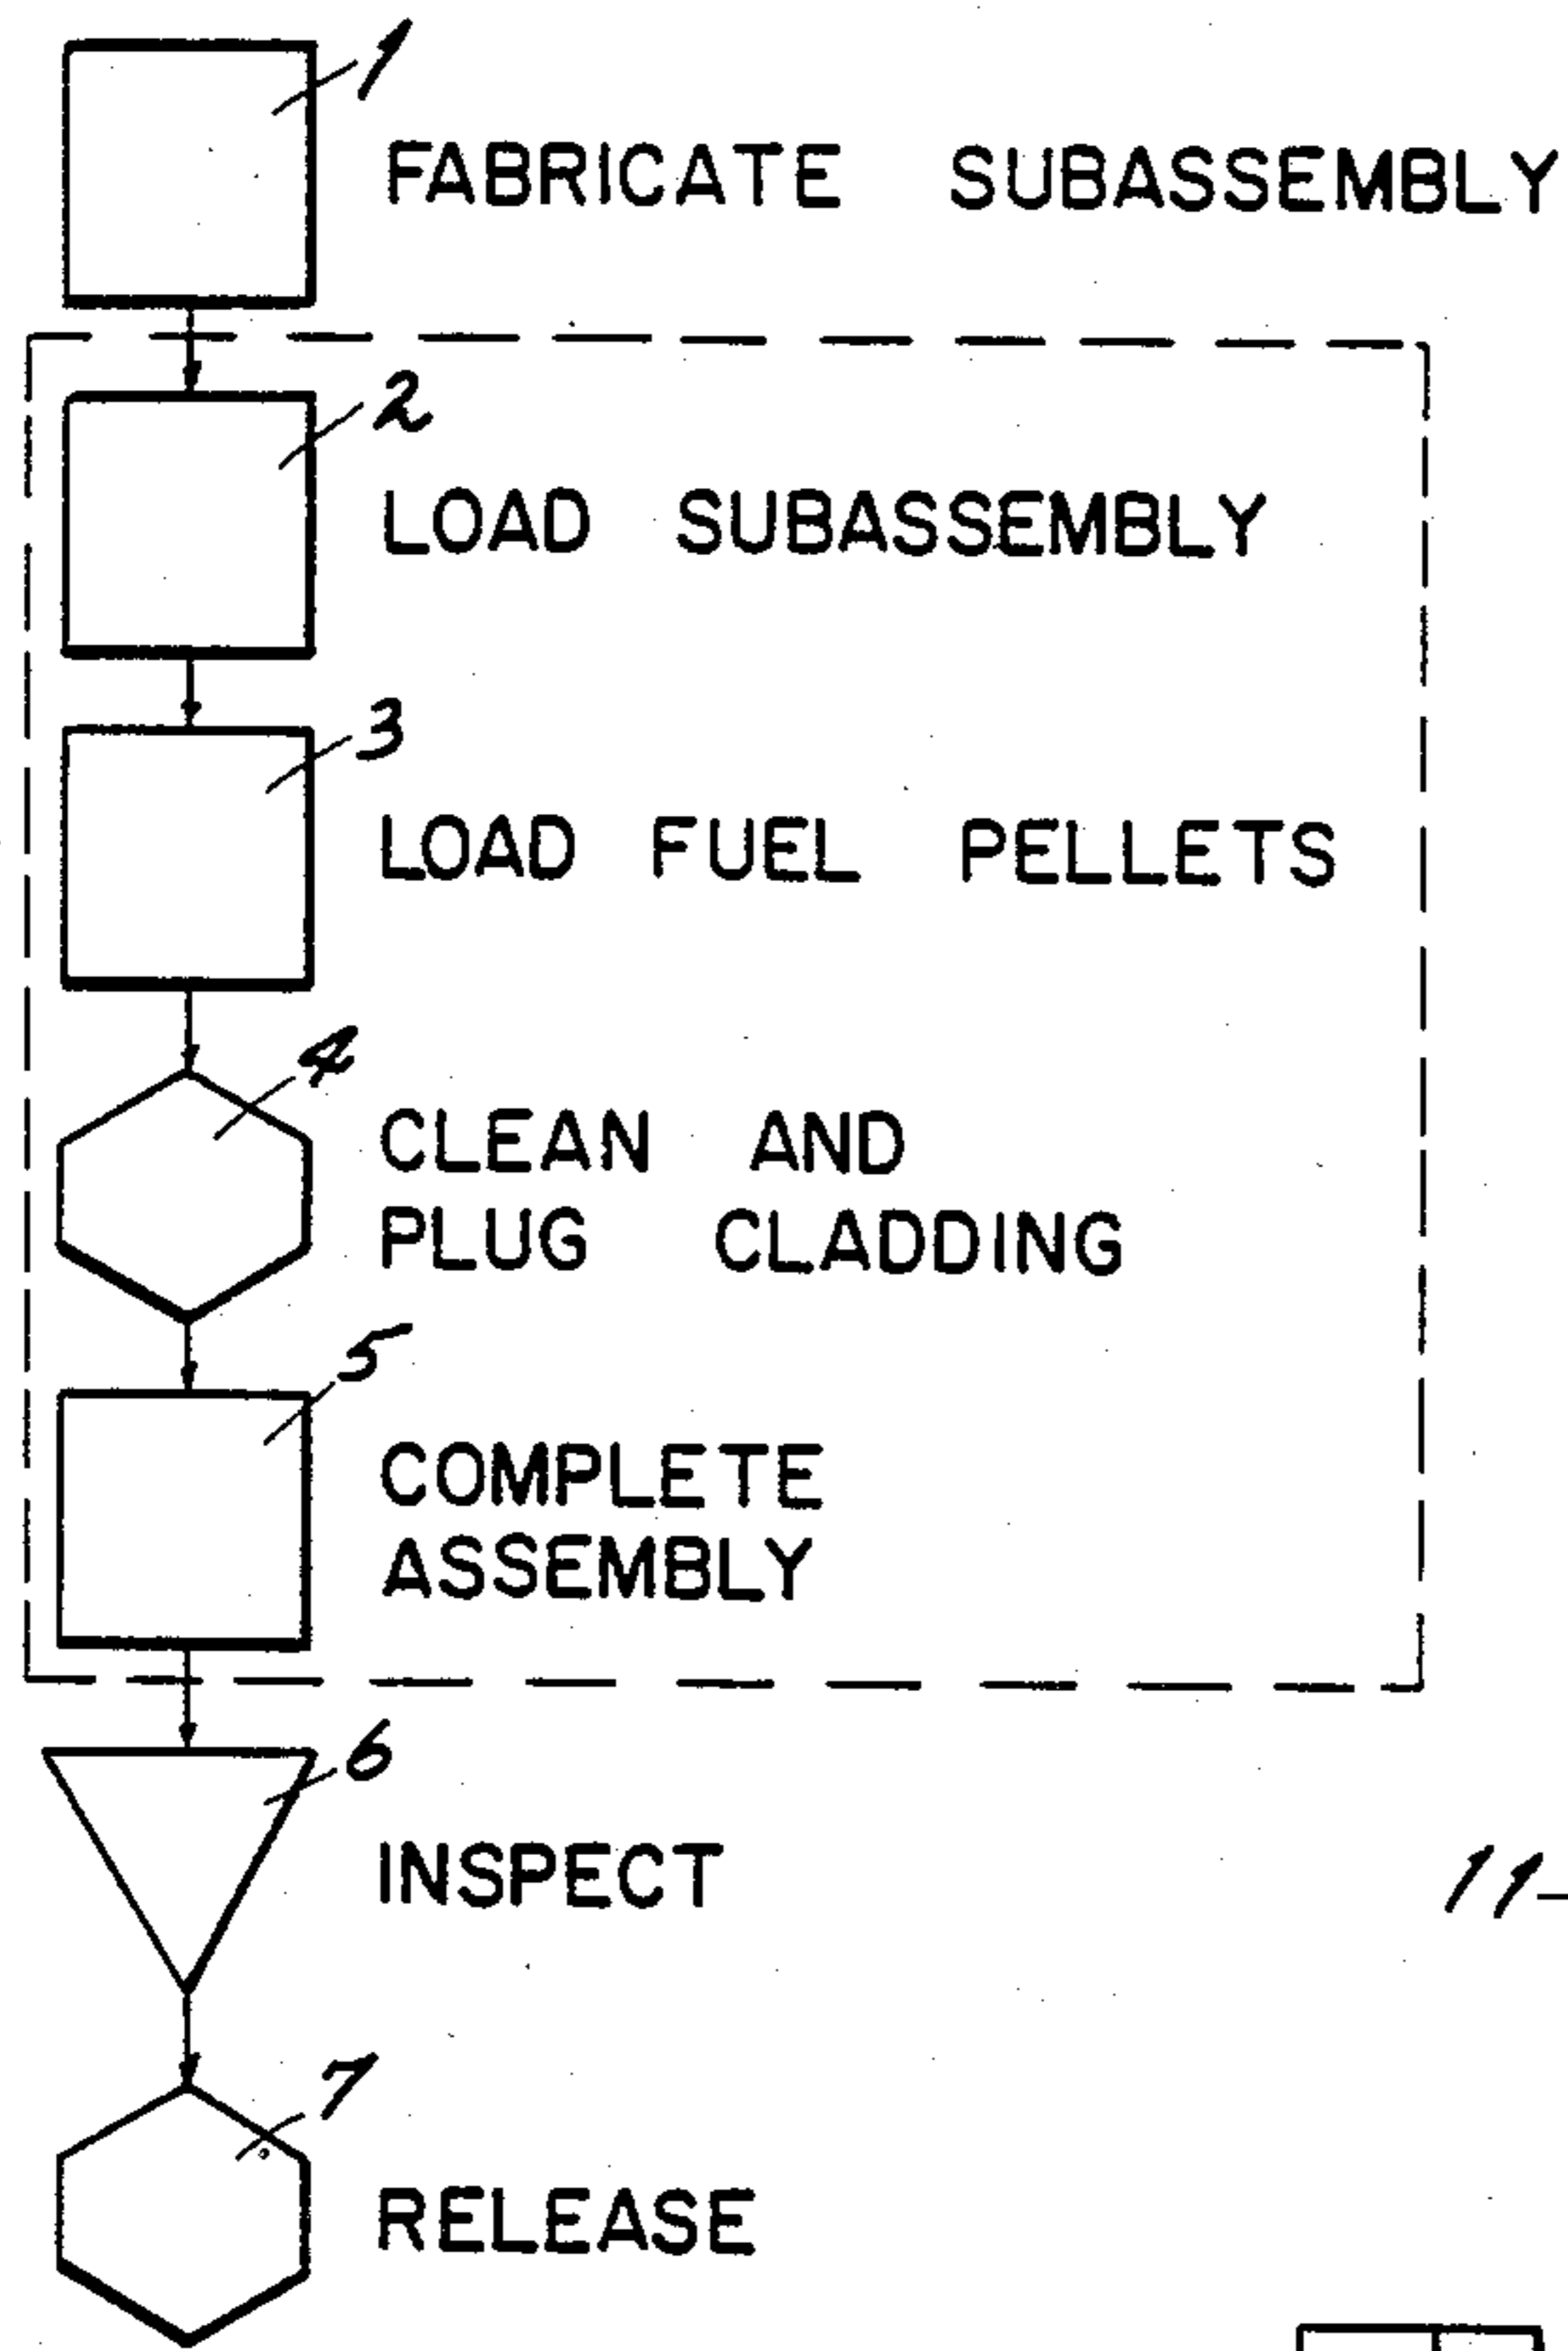 1
FABRICATE SUBASSEMBLY
2
LOAD SUBASSEMBLY
3
LOAD FUEL PELLETS
4
CLEAN AND
PLUG CLADDING
5
COMPLETE
ASSEMBLY
6
INSPECT
11
7
RELEASE